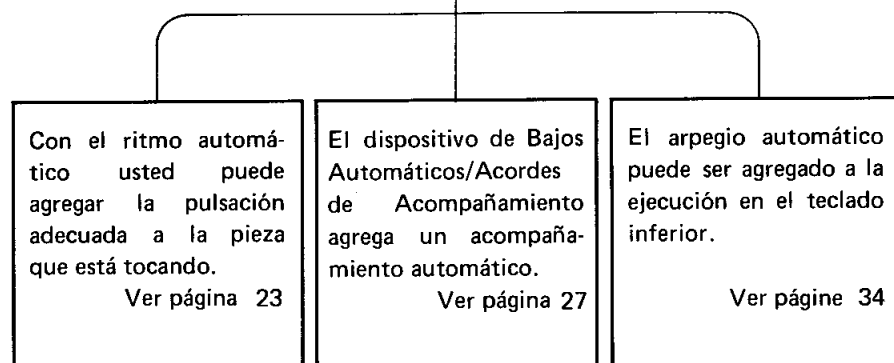 Con el ritmo automá-
tico usted puede
agregar la pulsación
adecuada a la pieza
que está tocando.
Ver página 23
El dispositivo de Bajos
Automáticos/Acordes
de Acompañamiento
agrega un acompaña-
miento automático.
Ver página 27
El arpegio automático
puede ser agregado a la
ejecución en el teclado
inferior.
Ver págine 34